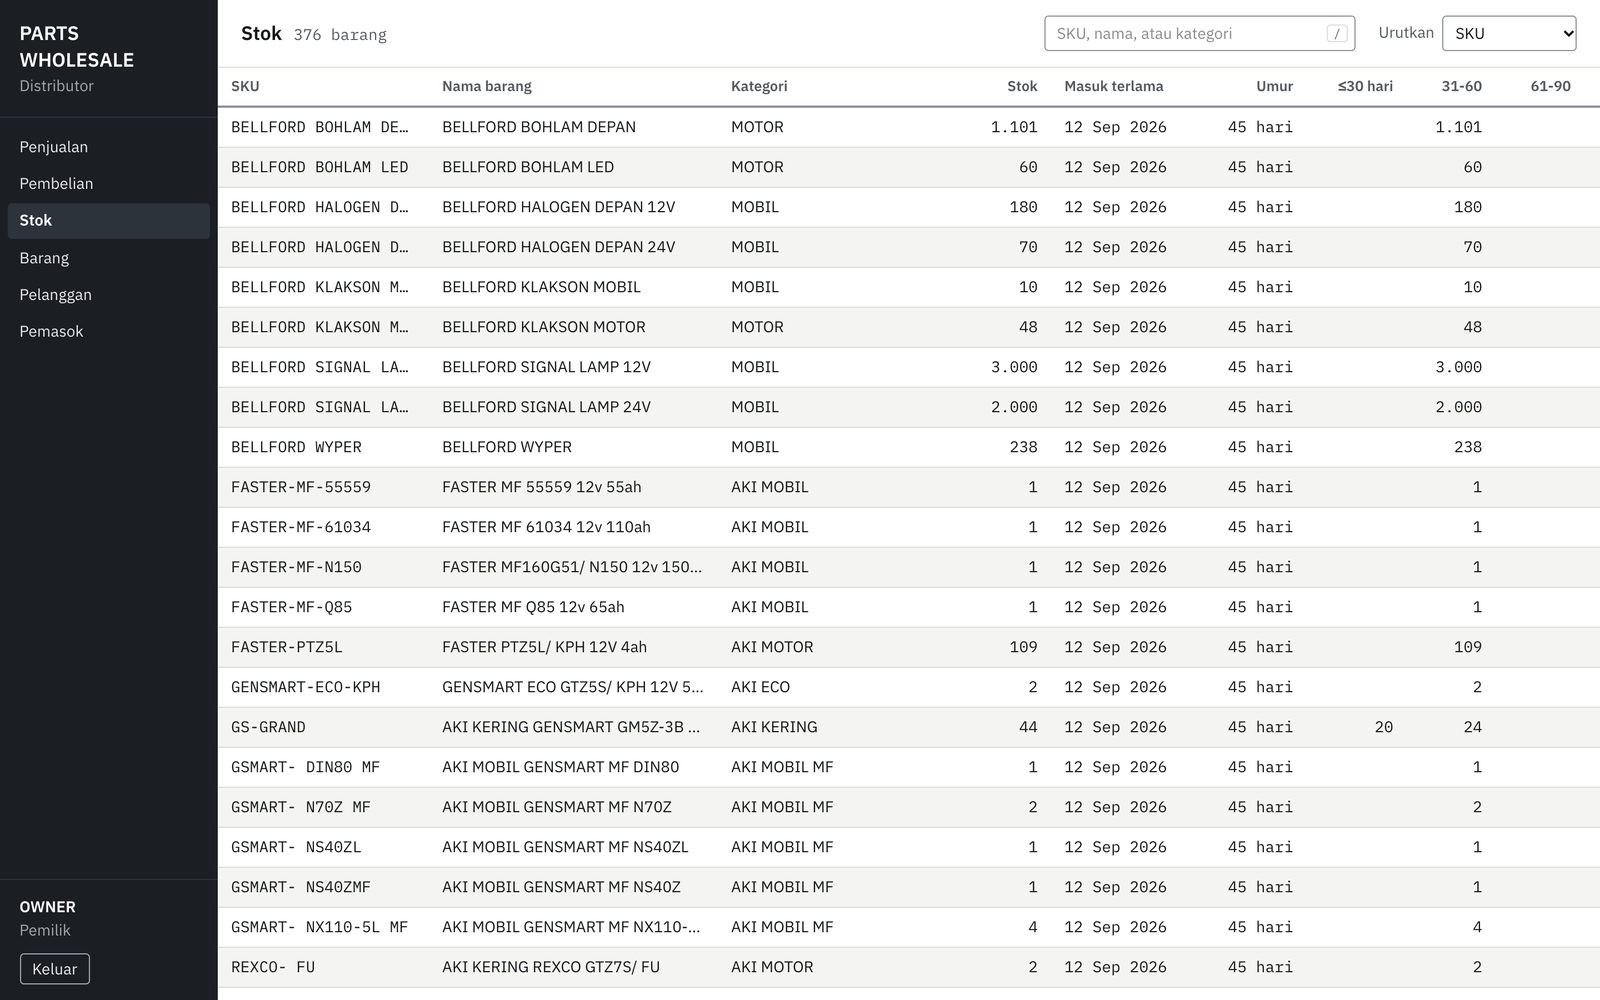 PARTS
WHOLESALE
Distributor
Penjualan
Pembelian
Stok
Barang
Pelanggan
Pemasok
OWNER
Pemilik
Keluar
Stok 376 barang
SKU, nama, atau kategori /
Urutkan SKU
SKU Nama barang Kategori Stok Masuk terlama Umur ≤30 hari 31-60 61-90
BELLFORD BOHLAM DE… BELLFORD BOHLAM DEPAN MOTOR 1.101 12 Sep 2026 45 hari 1.101
BELLFORD BOHLAM LED BELLFORD BOHLAM LED MOTOR 60 12 Sep 2026 45 hari 60
BELLFORD HALOGEN D… BELLFORD HALOGEN DEPAN 12V MOBIL 180 12 Sep 2026 45 hari 180
BELLFORD HALOGEN D… BELLFORD HALOGEN DEPAN 24V MOBIL 70 12 Sep 2026 45 hari 70
BELLFORD KLAKSON M… BELLFORD KLAKSON MOBIL MOBIL 10 12 Sep 2026 45 hari 10
BELLFORD KLAKSON M… BELLFORD KLAKSON MOTOR MOTOR 48 12 Sep 2026 45 hari 48
BELLFORD SIGNAL LA… BELLFORD SIGNAL LAMP 12V MOBIL 3.000 12 Sep 2026 45 hari 3.000
BELLFORD SIGNAL LA… BELLFORD SIGNAL LAMP 24V MOBIL 2.000 12 Sep 2026 45 hari 2.000
BELLFORD WYPER BELLFORD WYPER MOBIL 238 12 Sep 2026 45 hari 238
FASTER-MF-55559 FASTER MF 55559 12v 55ah AKI MOBIL 1 12 Sep 2026 45 hari 1
FASTER-MF-61034 FASTER MF 61034 12v 110ah AKI MOBIL 1 12 Sep 2026 45 hari 1
FASTER-MF-N150 FASTER MF160G51/ N150 12v 150… AKI MOBIL 1 12 Sep 2026 45 hari 1
FASTER-MF-Q85 FASTER MF Q85 12v 65ah AKI MOBIL 1 12 Sep 2026 45 hari 1
FASTER-PTZ5L FASTER PTZ5L/ KPH 12V 4ah AKI MOTOR 109 12 Sep 2026 45 hari 109
GENSMART-ECO-KPH GENSMART ECO GTZ5S/ KPH 12V 5… AKI ECO 2 12 Sep 2026 45 hari 2
GS-GRAND AKI KERING GENSMART GM5Z-3B … AKI KERING 44 12 Sep 2026 45 hari 20 24
GSMART- DIN80 MF AKI MOBIL GENSMART MF DIN80 AKI MOBIL MF 1 12 Sep 2026 45 hari 1
GSMART- N70Z MF AKI MOBIL GENSMART MF N70Z AKI MOBIL MF 2 12 Sep 2026 45 hari 2
GSMART- NS40ZL AKI MOBIL GENSMART MF NS40ZL AKI MOBIL MF 1 12 Sep 2026 45 hari 1
GSMART- NS40ZMF AKI MOBIL GENSMART MF NS40Z AKI MOBIL MF 1 12 Sep 2026 45 hari 1
GSMART- NX110-5L MF AKI MOBIL GENSMART MF NX110-… AKI MOBIL MF 4 12 Sep 2026 45 hari 4
REXCO- FU AKI KERING REXCO GTZ7S/ FU AKI MOTOR 2 12 Sep 2026 45 hari 2